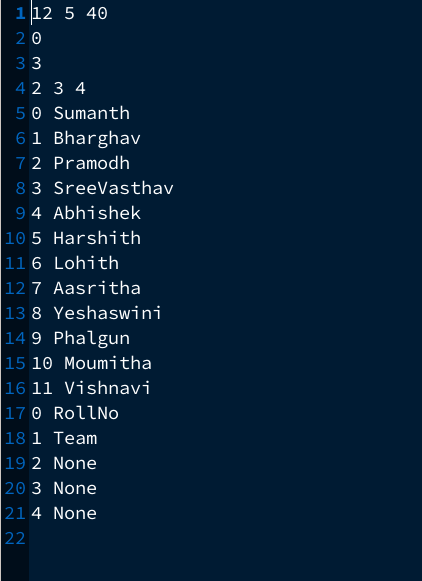 1 12 5 40
2 0
3 3
4 2 3 4
5 0 Sumanth
6 1 Bharghav
7 2 Pramodh
8 3 SreeVasthav
9 4 Abhishek
10 5 Harshith
11 6 Lohith
12 7 Aasritha
13 8 Yeshaswini
14 9 Phalgun
15 10 Moumitha
16 11 Vishnavi
17 0 RollNo
18 1 Team
19 2 None
20 3 None
21 4 None
22